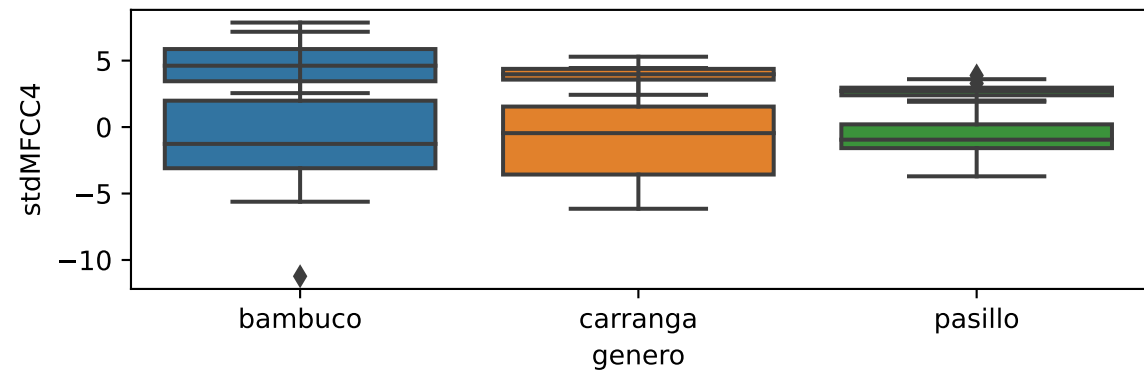 stdMFCC4
5
0
−5
−10
bambuco carranga pasillo
genero